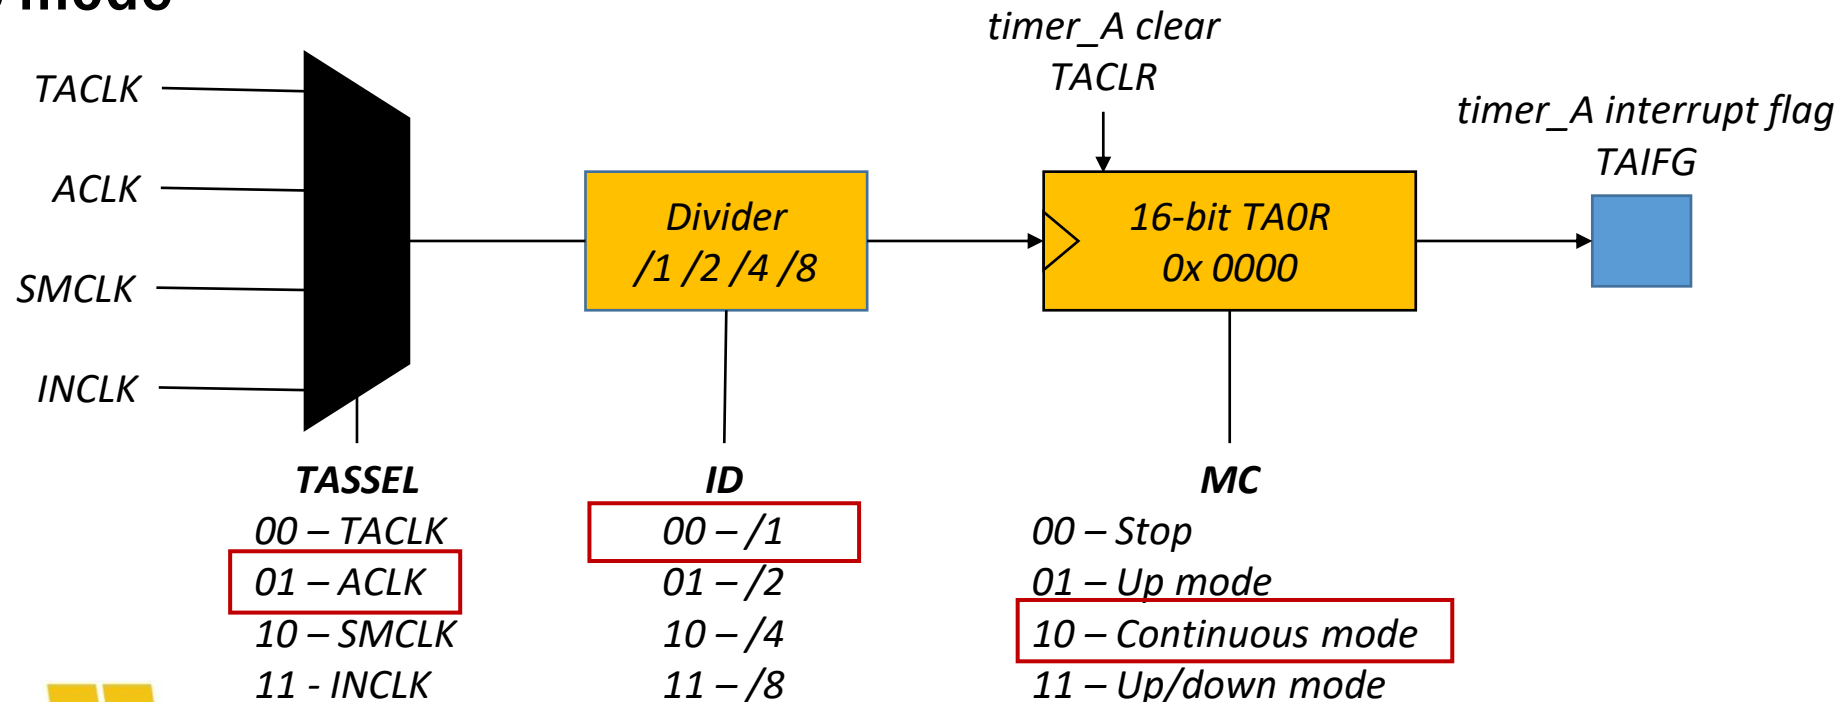 mode
timer_A clear
TACLR
TACLK
ACLK
SMCLK
INCLK
Divider
/1 /2 /4 /8
16-bit TA0R
0x 0000
timer_A interrupt flag
TAIFG
TASSEL
00 – TACLK
01 – ACLK
10 – SMCLK
11 - INCLK
ID
00 – /1
01 – /2
10 – /4
11 – /8
MC
00 – Stop
01 – Up mode
10 – Continuous mode
11 – Up/down mode